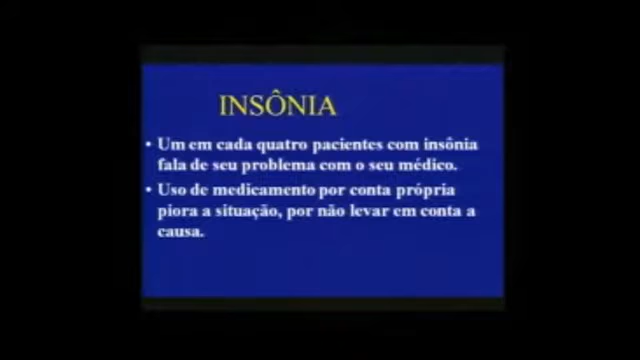 INSÔNIA
• Um em cada quatro pacientes com insônia
fala de seu problema com o seu médico.
• Uso de medicamento por conta própria
piora a situação, por não levar em conta a
causa.